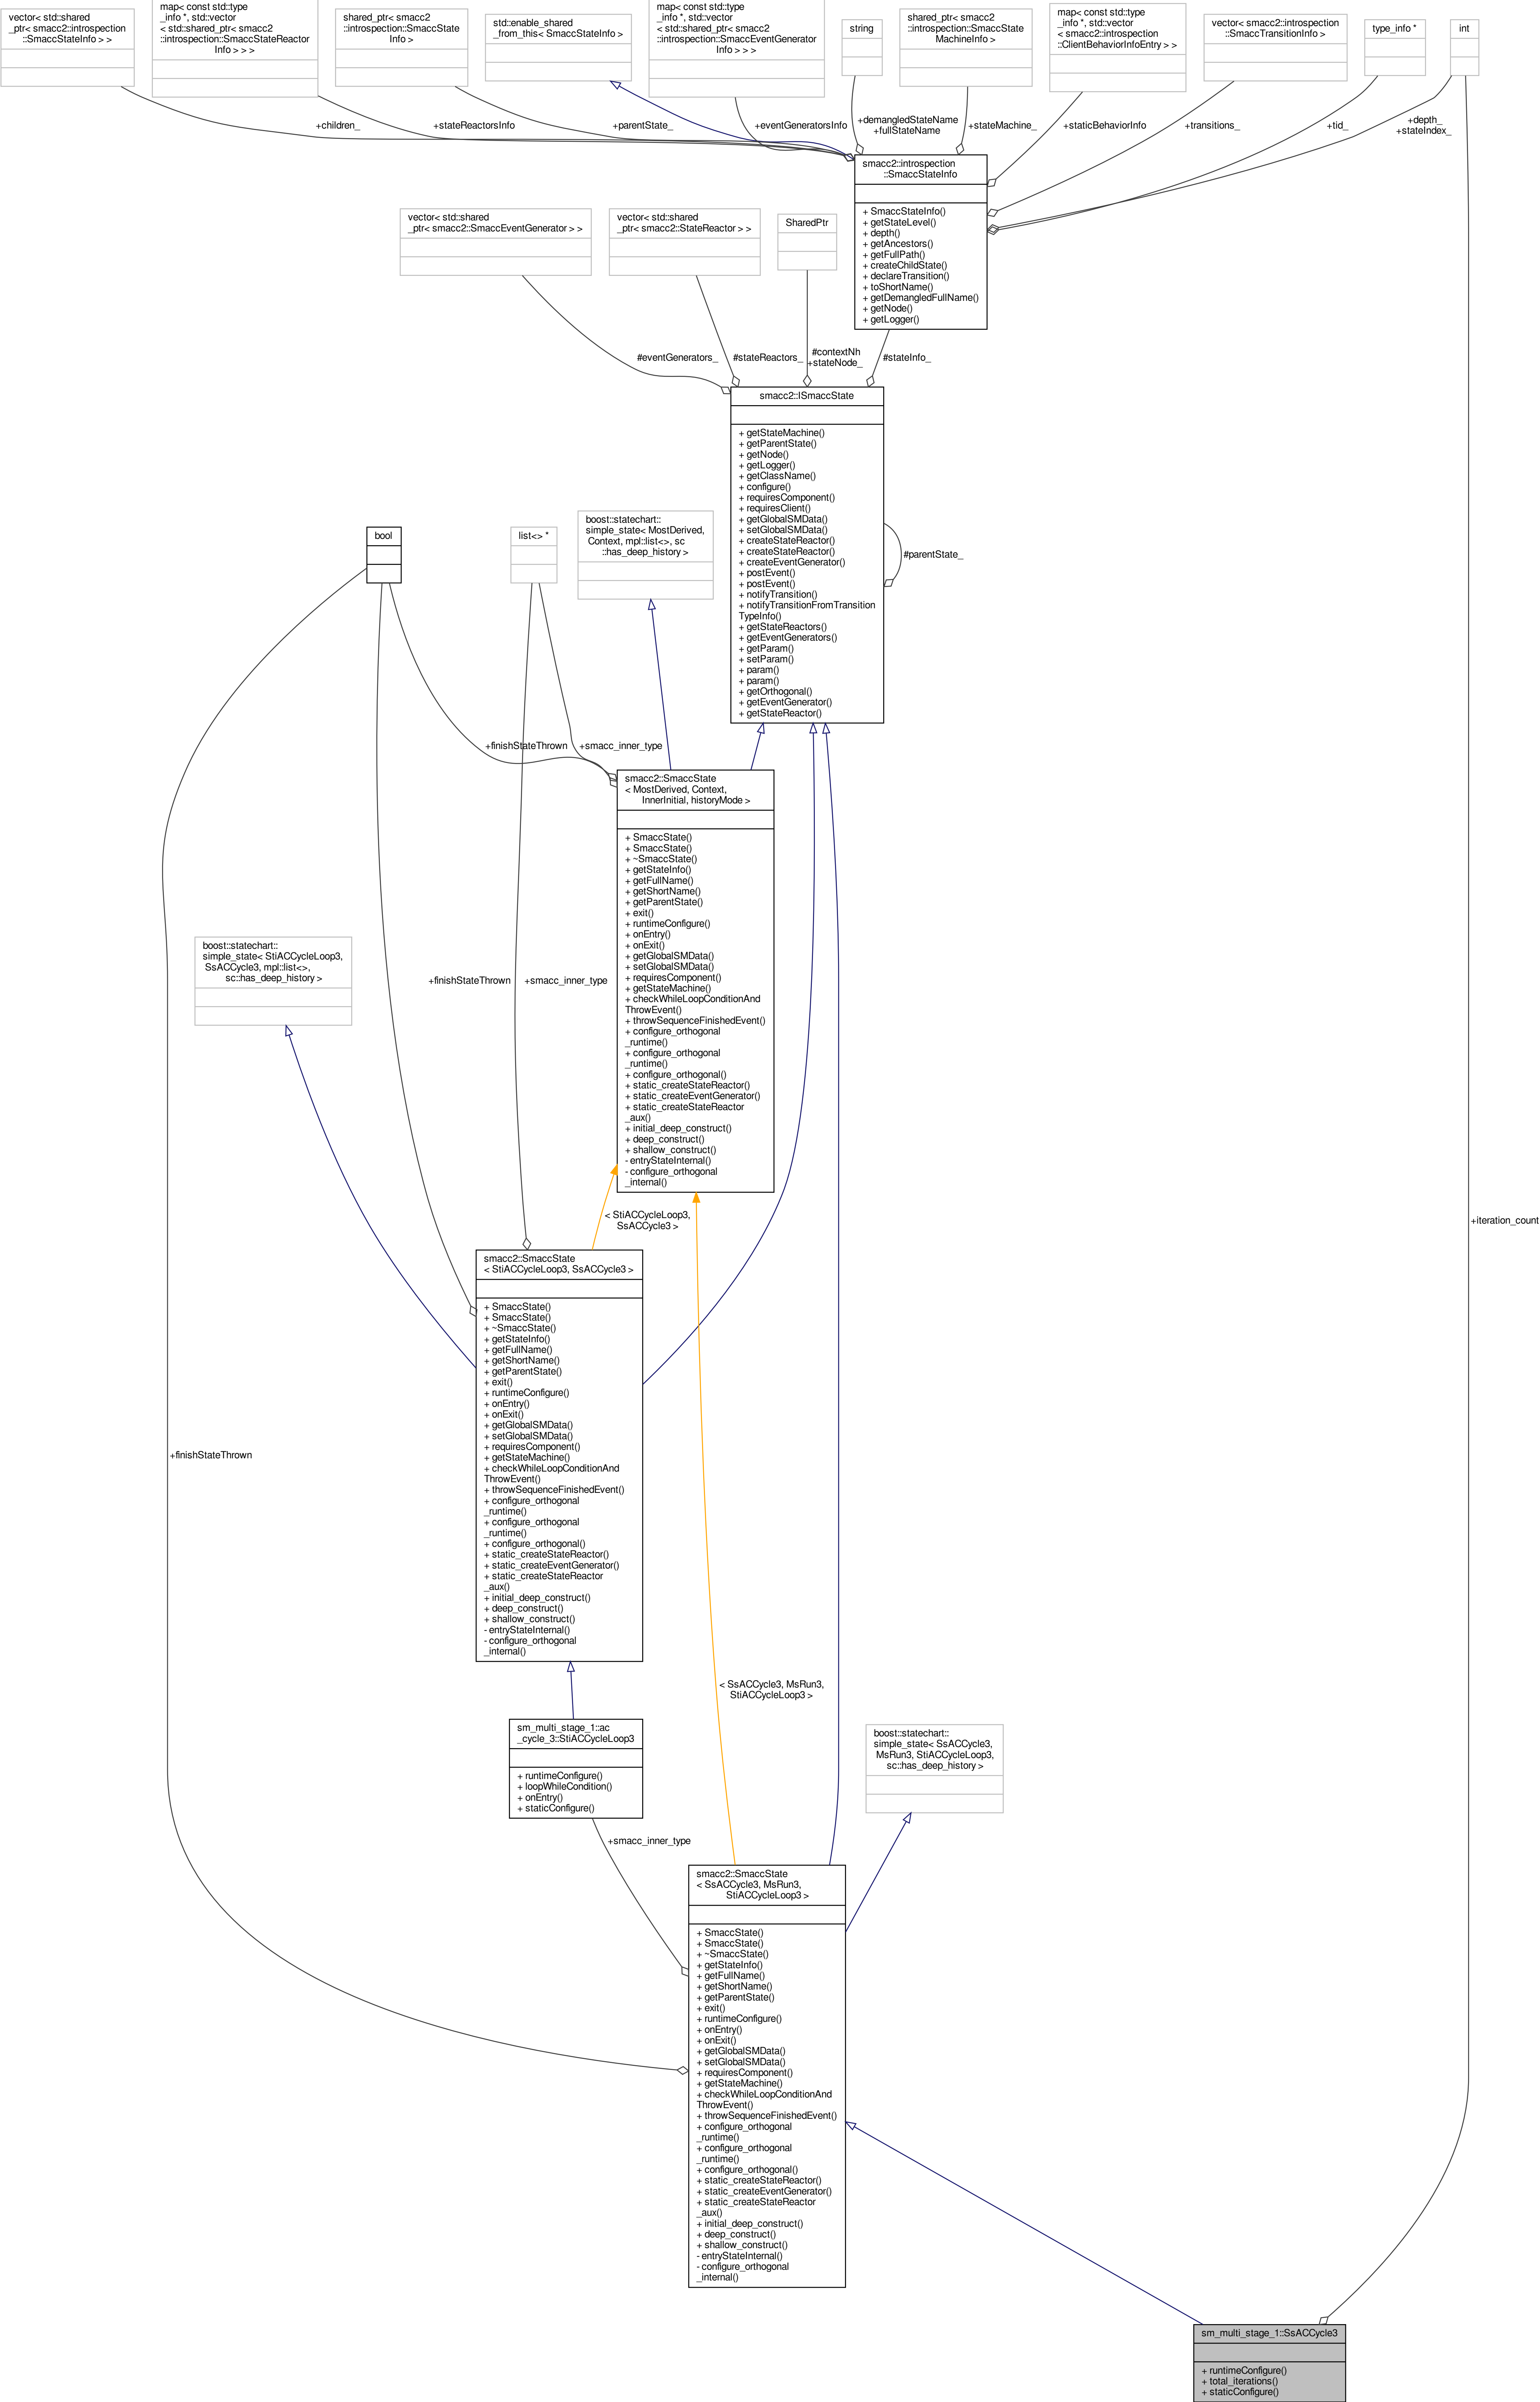 vector< std::shared
_ptr< smacc2::introspection
::SmaccStateInfo > >
map< const std::type
_info *, std::vector
< std::shared_ptr< smacc2
::introspection::SmaccStateReactor
Info > > >
shared_ptr< smacc2
::introspection::SmaccState
Info >
std::enable_shared
_from_this< SmaccStateInfo >
map< const std::type
_info *, std::vector
< std::shared_ptr< smacc2
::introspection::SmaccEventGenerator
Info > > >
string
shared_ptr< smacc2
::introspection::SmaccState
MachineInfo >
map< const std::type
_info *, std::vector
< smacc2::introspection
::ClientBehaviorInfoEntry > >
vector< smacc2::introspection
::SmaccTransitionInfo >
type_info *
int
+children_
+stateReactorsInfo
+parentState_
+eventGeneratorsInfo
+demangledStateName
+fullStateName
+stateMachine_
+staticBehaviorInfo
+transitions_
+tid_
+depth_
+stateIndex_
smacc2::introspection
::SmaccStateInfo
+ SmaccStateInfo()
+ getStateLevel()
+ depth()
+ getAncestors()
+ getFullPath()
+ createChildState()
+ declareTransition()
+ toShortName()
+ getDemangledFullName()
+ getNode()
+ getLogger()
vector< std::shared
_ptr< smacc2::SmaccEventGenerator > >
vector< std::shared
_ptr< smacc2::StateReactor > >
SharedPtr
#eventGenerators_
#stateReactors_
#contextNh
+stateNode_
#stateInfo_
smacc2::ISmaccState
+ getStateMachine()
+ getParentState()
+ getNode()
+ getLogger()
+ getClassName()
+ configure()
+ requiresComponent()
+ requiresClient()
+ getGlobalSMData()
+ setGlobalSMData()
+ createStateReactor()
+ createStateReactor()
+ createEventGenerator()
+ postEvent()
+ postEvent()
+ notifyTransition()
+ notifyTransitionFromTransition
TypeInfo()
+ getStateReactors()
+ getEventGenerators()
+ getParam()
+ setParam()
+ param()
+ param()
+ getOrthogonal()
+ getEventGenerator()
+ getStateReactor()
#parentState_
bool
list<> *
boost::statechart::
simple_state< MostDerived,
Context, mpl::list<>, sc
::has_deep_history >
+finishStateThrown
+smacc_inner_type
smacc2::SmaccState
< MostDerived, Context,
InnerInitial, historyMode >
+ SmaccState()
+ SmaccState()
+ ~SmaccState()
+ getStateInfo()
+ getFullName()
+ getShortName()
+ getParentState()
+ exit()
+ runtimeConfigure()
+ onEntry()
+ onExit()
+ getGlobalSMData()
+ setGlobalSMData()
+ requiresComponent()
+ getStateMachine()
+ checkWhileLoopConditionAnd
ThrowEvent()
+ throwSequenceFinishedEvent()
+ configure_orthogonal
_runtime()
+ configure_orthogonal
_runtime()
+ configure_orthogonal()
+ static_createStateReactor()
+ static_createEventGenerator()
+ static_createStateReactor
_aux()
+ initial_deep_construct()
+ deep_construct()
+ shallow_construct()
- entryStateInternal()
- configure_orthogonal
_internal()
boost::statechart::
simple_state< StiACCycleLoop3,
SsACCycle3, mpl::list<>,
sc::has_deep_history >
+finishStateThrown
+smacc_inner_type
+iteration_count
< StiACCycleLoop3,
SsACCycle3 >
smacc2::SmaccState
< StiACCycleLoop3, SsACCycle3 >
+ SmaccState()
+ SmaccState()
+ ~SmaccState()
+ getStateInfo()
+ getFullName()
+ getShortName()
+ getParentState()
+ exit()
+ runtimeConfigure()
+ onEntry()
+ onExit()
+ getGlobalSMData()
+ setGlobalSMData()
+ requiresComponent()
+ getStateMachine()
+ checkWhileLoopConditionAnd
ThrowEvent()
+ throwSequenceFinishedEvent()
+ configure_orthogonal
_runtime()
+ configure_orthogonal
_runtime()
+ configure_orthogonal()
+ static_createStateReactor()
+ static_createEventGenerator()
+ static_createStateReactor
_aux()
+ initial_deep_construct()
+ deep_construct()
+ shallow_construct()
- entryStateInternal()
- configure_orthogonal
_internal()
+finishStateThrown
< SsACCycle3, MsRun3,
StiACCycleLoop3 >
sm_multi_stage_1::ac
_cycle_3::StiACCycleLoop3
+ runtimeConfigure()
+ loopWhileCondition()
+ onEntry()
+ staticConfigure()
boost::statechart::
simple_state< SsACCycle3,
MsRun3, StiACCycleLoop3,
sc::has_deep_history >
+smacc_inner_type
smacc2::SmaccState
< SsACCycle3, MsRun3,
StiACCycleLoop3 >
+ SmaccState()
+ SmaccState()
+ ~SmaccState()
+ getStateInfo()
+ getFullName()
+ getShortName()
+ getParentState()
+ exit()
+ runtimeConfigure()
+ onEntry()
+ onExit()
+ getGlobalSMData()
+ setGlobalSMData()
+ requiresComponent()
+ getStateMachine()
+ checkWhileLoopConditionAnd
ThrowEvent()
+ throwSequenceFinishedEvent()
+ configure_orthogonal
_runtime()
+ configure_orthogonal
_runtime()
+ configure_orthogonal()
+ static_createStateReactor()
+ static_createEventGenerator()
+ static_createStateReactor
_aux()
+ initial_deep_construct()
+ deep_construct()
+ shallow_construct()
- entryStateInternal()
- configure_orthogonal
_internal()
sm_multi_stage_1::SsACCycle3
+ runtimeConfigure()
+ total_iterations()
+ staticConfigure()